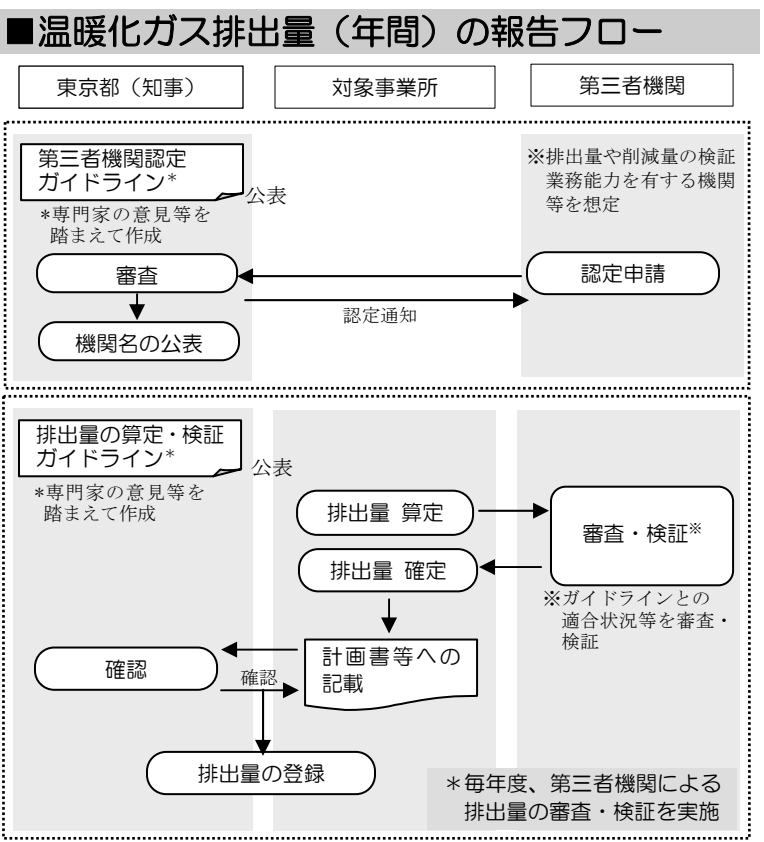 ■温暖化ガス排出量（年間）の報告フロー
東京都（知事）
対象事業所
第三者機関
第三者機関認定
ガイドライン*
公表
*専門家の意見等を
踏まえて作成
※排出量や削減量の検証
業務能力を有する機関
等を想定
審査
認定申請
認定通知
機関名の公表
排出量の算定・検証
ガイドライン*
公表
*専門家の意見等を
踏まえて作成
排出量 算定
審査・検証※
排出量 確定
※ガイドラインとの
適合状況等を審査・
検証
計画書等への
記載
確認
確認
排出量の登録
＊毎年度、第三者機関による
排出量の審査・検証を実施